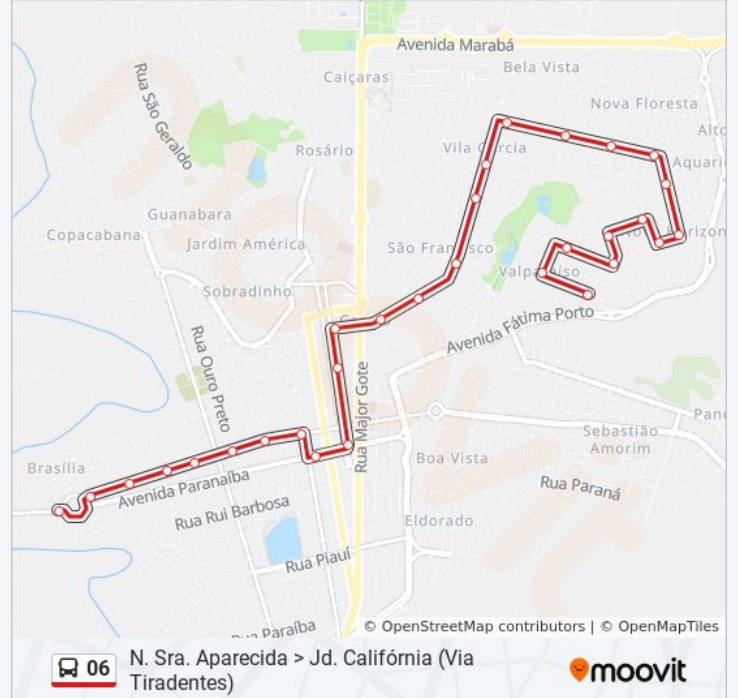 Avenida Marabá
Bela Vista
Caiçaras
Rua São Geraldo
Nova Floresta
Vila Garcia
Rosário
Guanabara
Copacabana
Jardim América
São Francisco
Valparaíso
Sobradinho
Avenida Fátima Porto
Rua Ouro Preto
Rua Major Gote
Sebastião
Amorim
Brasília
Avenida Paranaíba
Boa Vista
Rua Paraná
Rua Rui Barbosa
Eldorado
Rua Piauí
Rua Paraíba
© OpenStreetMap contributors | © OpenMapTiles
06
N. Sra. Aparecida > Jd. Califórnia (Via
Tiradentes)
moovit